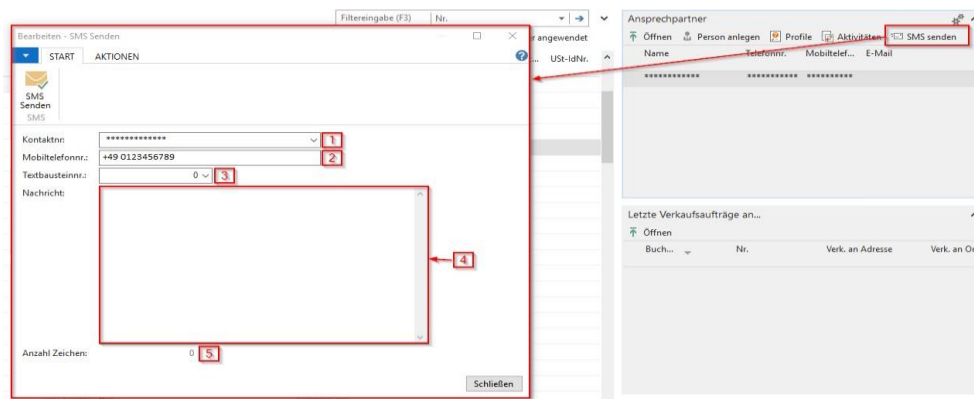 Filtereingabe (F3) Nr.
r angewendet
... USt-IdNr.
Bearbeiten - SMS Senden
START AKTIONEN
SMS
Senden
SMS
Kontaktnr: ************* 1
Mobiltelefonnr.: +49 0123456789 2
Textbausteinnr.: 0 3
Nachricht:
4
Anzahl Zeichen: 0 5
Schließen
Ansprechpartner
Öffnen Person anlegen Profile Aktivitäten SMS senden
Name Telefonnr. Mobiltelef... E-Mail
************ *********** **********
Letzte Verkaufsaufträge an...
Öffnen
Buch... Nr. Verk. an Adresse Verk. an O